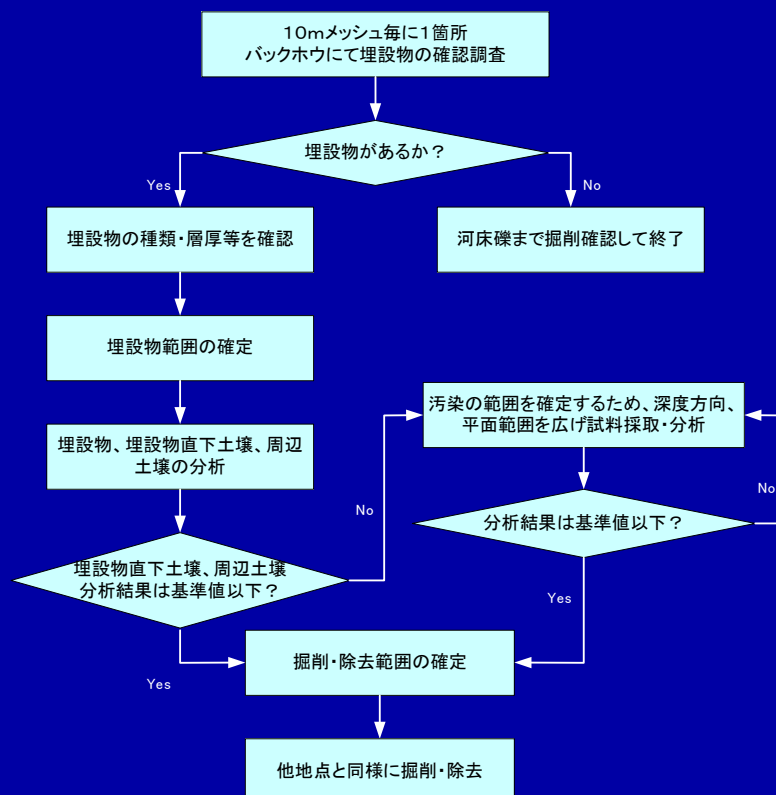 10mメッシュ毎に1箇所
バックホウにて埋設物の確認調査
埋設物があるか?
Yes
No
埋設物の種類・層厚等を確認
河床礫まで掘削確認して終了
埋設物範囲の確定
汚染の範囲を確定するため、深度方向、
平面範囲を広げ試料採取・分析
埋設物、埋設物直下土壌、周辺
土壌の分析
No
No
分析結果は基準値以下?
埋設物直下土壌、周辺土壌
分析結果は基準値以下?
Yes
掘削・除去範囲の確定
Yes
他地点と同様に掘削・除去